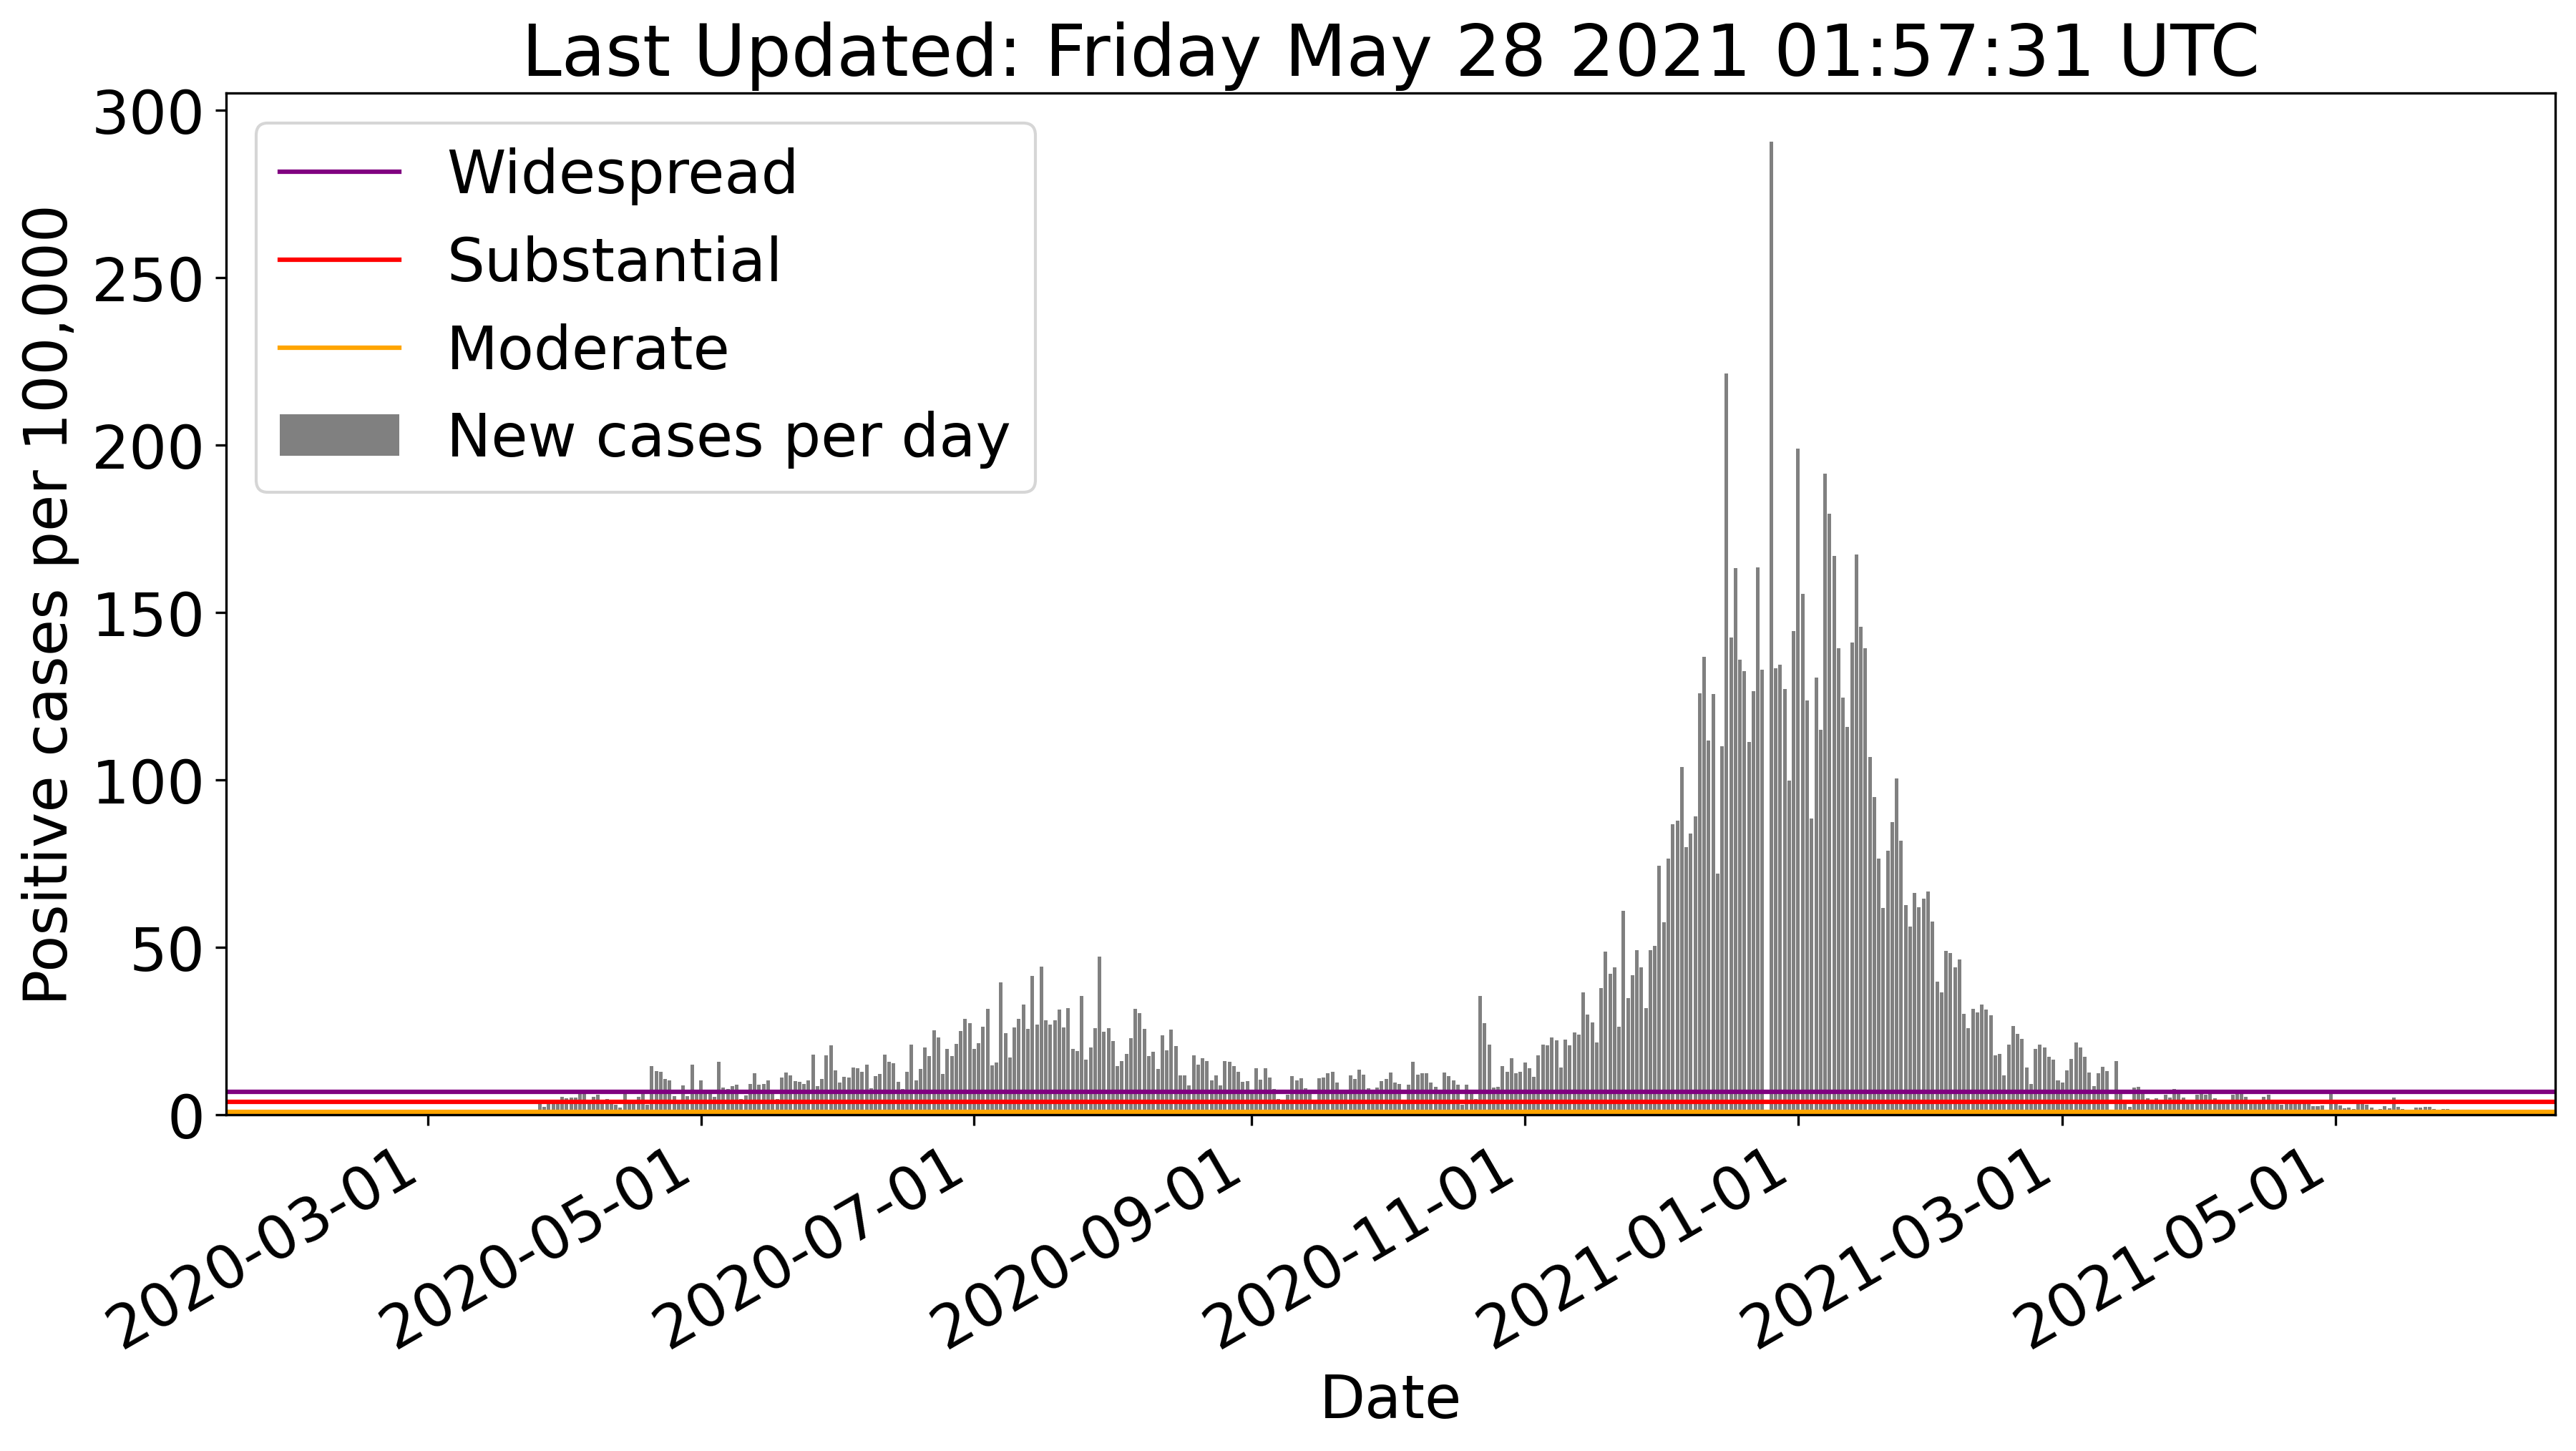 Last Updated: Friday May 28 2021 01:57:31 UTC
Positive cases per 100,000
300
250
200
150
100
50
0
Widespread
Substantial
Moderate
New cases per day
2020-03-01
2020-05-01
2020-07-01
2020-09-01
2020-11-01
2021-01-01
2021-03-01
2021-05-01
Date